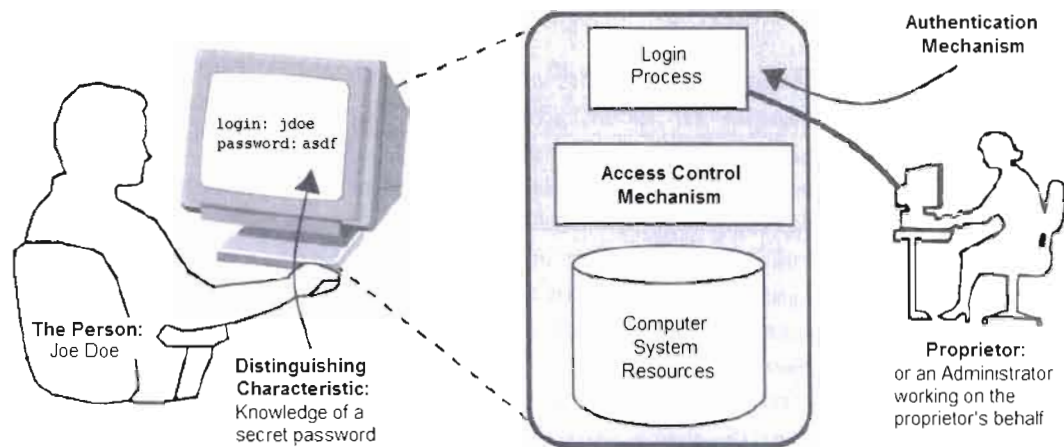 login: jdoe
password: asdf
The Person:
Joe Doe
Distinguishing
Characteristic:
Knowledge of a
secret password
Login
Process
Access Control
Mechanism
Computer
System
Resources
Authentication
Mechanism
Proprietor:
or an Administrator
working on the
proprietor's behalf